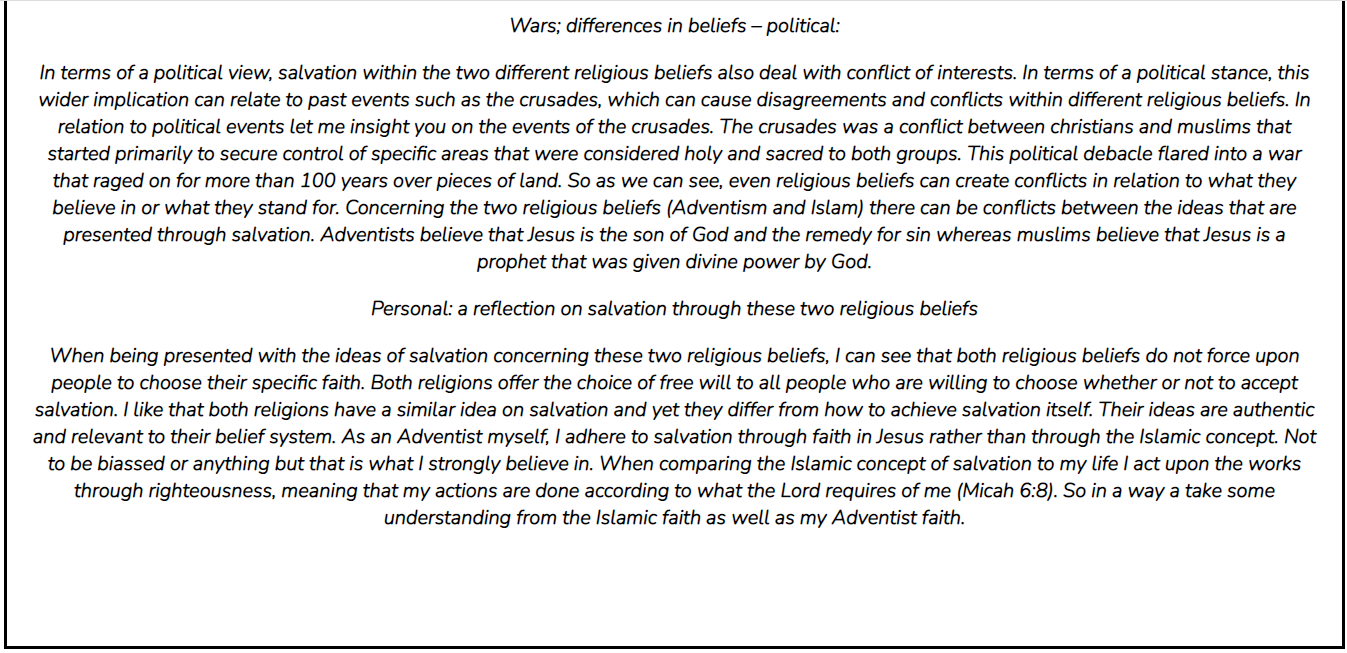 Wars; differences in beliefs – political:
In terms of a political view, salvation within the two different religious beliefs also deal with conflict of interests. In terms of a political stance, this
wider implication can relate to past events such as the crusades, which can cause disagreements and conflicts within different religious beliefs. In
relation to political events let me insight you on the events of the crusades. The crusades was a conflict between christians and muslims that
started primarily to secure control of specific areas that were considered holy and sacred to both groups. This political debacle flared into a war
that raged on for more than 100 years over pieces of land. So as we can see, even religious beliefs can create conflicts in relation to what they
believe in or what they stand for. Concerning the two religious beliefs (Adventism and Islam) there can be conflicts between the ideas that are
presented through salvation. Adventists believe that Jesus is the son of God and the remedy for sin whereas muslims believe that Jesus is a
prophet that was given divine power by God.
Personal: a reflection on salvation through these two religious beliefs
When being presented with the ideas of salvation concerning these two religious beliefs, I can see that both religious beliefs do not force upon
people to choose their specific faith. Both religions offer the choice of free will to all people who are willing to choose whether or not to accept
salvation. I like that both religions have a similar idea on salvation and yet they differ from how to achieve salvation itself. Their ideas are authentic
and relevant to their belief system. As an Adventist myself, I adhere to salvation through faith in Jesus rather than through the Islamic concept. Not
to be biassed or anything but that is what I strongly believe in. When comparing the Islamic concept of salvation to my life I act upon the works
through righteousness, meaning that my actions are done according to what the Lord requires of me (Micah 6:8). So in a way a take some
understanding from the Islamic faith as well as my Adventist faith.